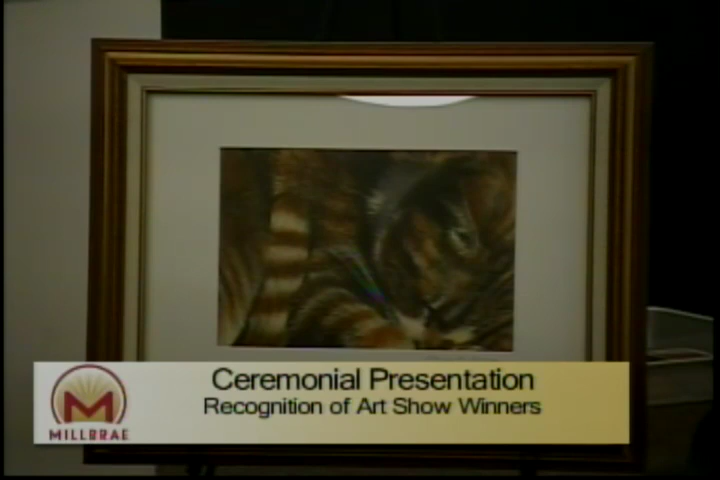 Ceremonial Presentation
Recognition of Art Show Winners
M
MILLBRAE